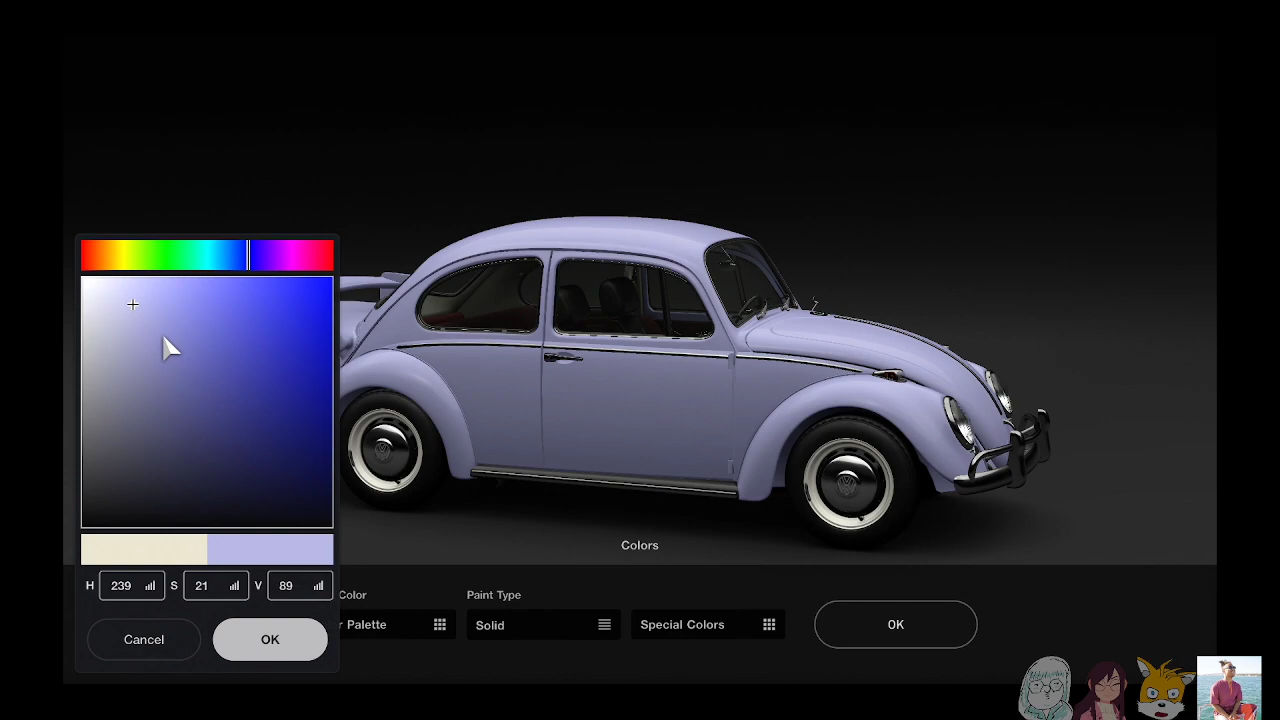 Colors
H 239 S 21 V 89
Color
Paint Type
r Palette
Solid
Special Colors
OK
Cancel
OK